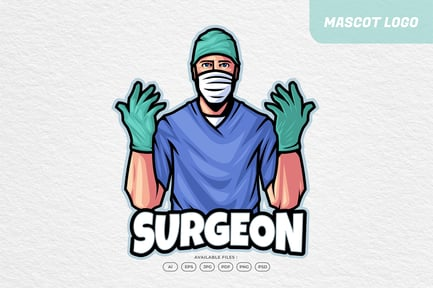 MASCOT LOGO
SURGEON
AVAILABLE FILES :
AI EPS JPG PDF PNG PSD